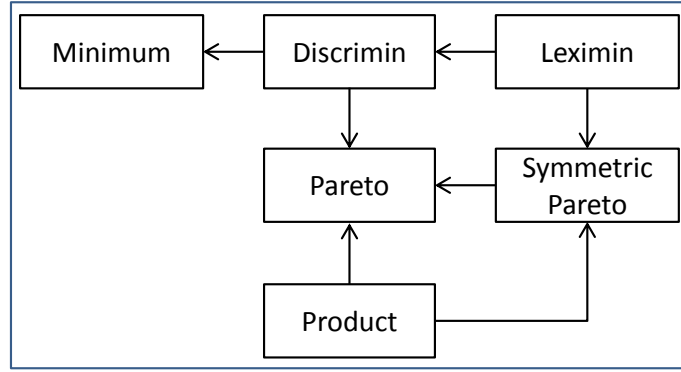 Minimum
Discrimin
Leximin
Pareto
Symmetric
Pareto
Product